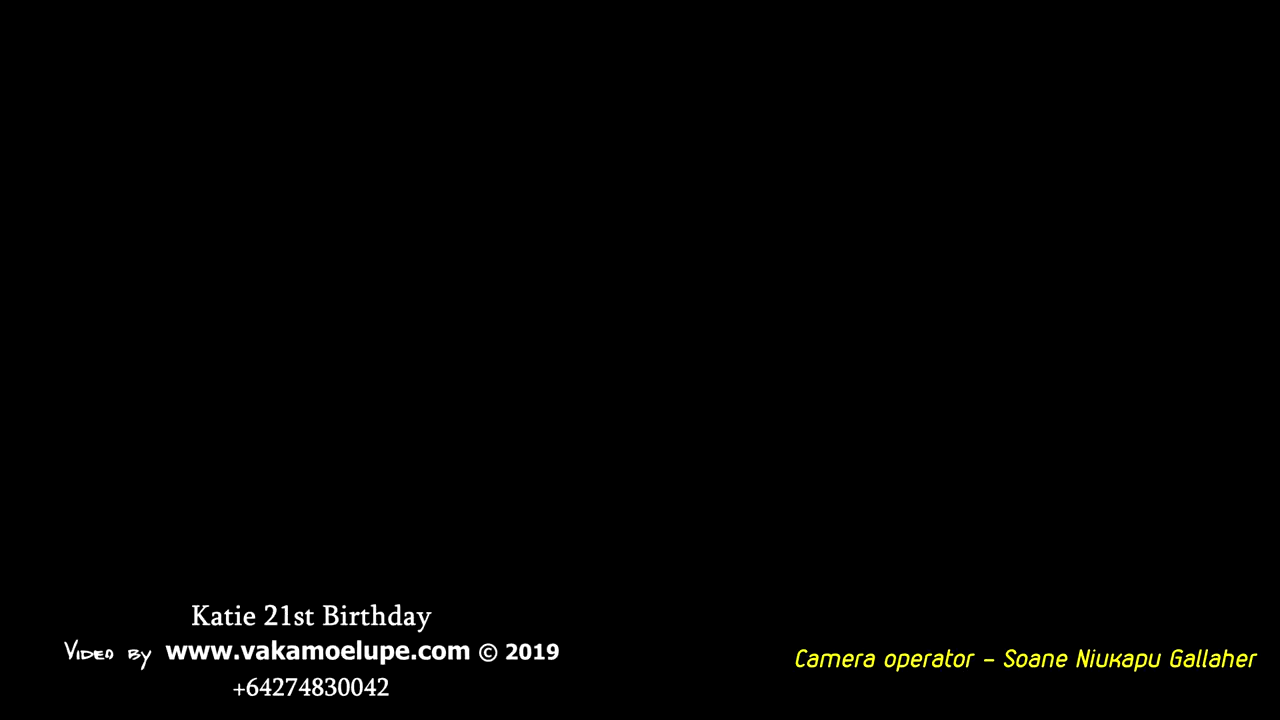 Katie 21st Birthday
Video by www.vakamoelupe.com © 2019
+64274830042
Camera operator - Soane Niukapu Gallaher